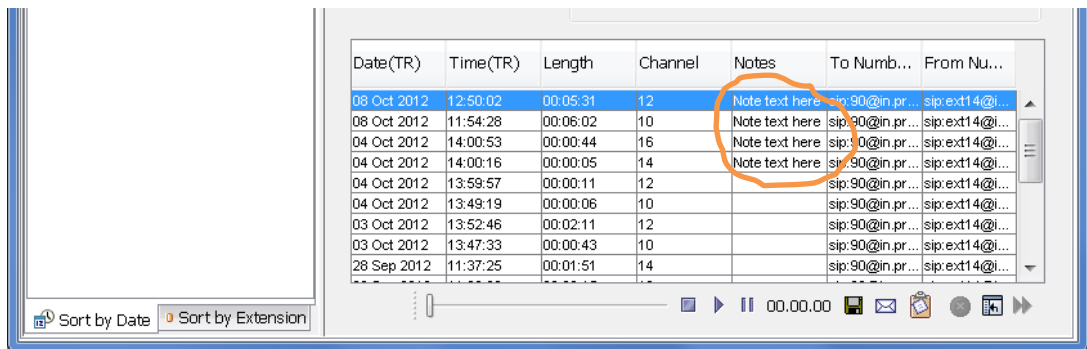 Date(TR) Time(TR) Length Channel Notes To Numb... From Nu...
08 Oct 2012 12:50:02 00:05:31 12 Note text here sip:90@in.pr... sip:ext14@i...
08 Oct 2012 11:54:28 00:06:02 10 Note text here sip:90@in.pr... sip:ext14@i...
04 Oct 2012 14:00:53 00:00:44 16 Note text here sip:90@in.pr... sip:ext14@i...
04 Oct 2012 14:00:16 00:00:05 14 Note text here sip:90@in.pr... sip:ext14@i...
04 Oct 2012 13:59:57 00:00:11 12 sip:90@in.pr... sip:ext14@i...
04 Oct 2012 13:49:19 00:00:06 10 sip:90@in.pr... sip:ext14@i...
03 Oct 2012 13:52:46 00:02:11 12 sip:90@in.pr... sip:ext14@i...
03 Oct 2012 13:47:33 00:00:43 10 sip:90@in.pr... sip:ext14@i...
28 Sep 2012 11:37:25 00:01:51 14 sip:90@in.pr... sip:ext14@i...
00.00.00
Sort by Date Sort by Extension